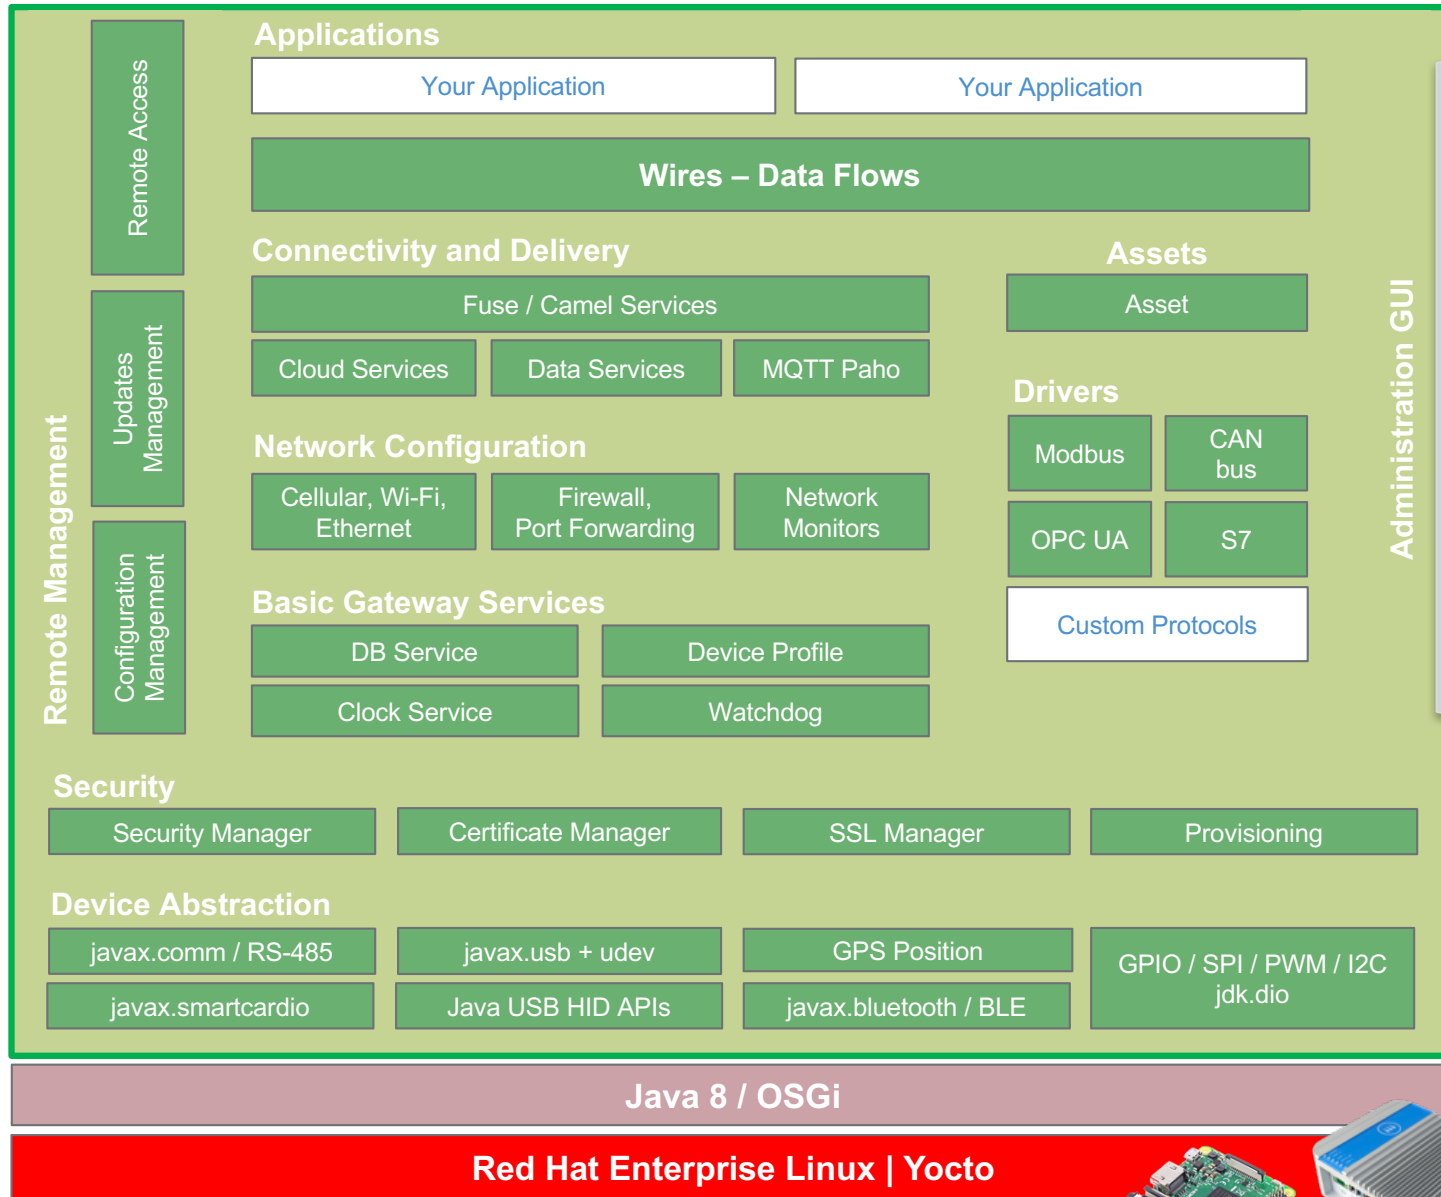 Applications
Your Application
Your Application
Wires – Data Flows
Remote Access
Updates
Management
Configuration
Management
Remote Management
Connectivity and Delivery
Fuse / Camel Services
Cloud Services
Data Services
MQTT Paho
Assets
Asset
Drivers
Modbus
CAN
bus
OPC UA
S7
Custom Protocols
Administration GUI
Network Configuration
Cellular, Wi-Fi,
Ethernet
Firewall,
Port Forwarding
Network
Monitors
Basic Gateway Services
DB Service
Device Profile
Clock Service
Watchdog
Security
Security Manager
Certificate Manager
SSL Manager
Provisioning
Device Abstraction
javax.comm / RS-485
javax.usb + udev
GPS Position
GPIO / SPI / PWM / I2C
jdk.dio
javax.smartcardio
Java USB HID APIs
javax.bluetooth / BLE
Java 8 / OSGi
Red Hat Enterprise Linux | Yocto